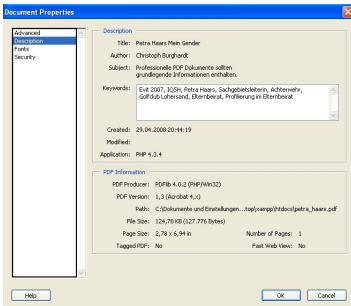 Document Properties
Advanced
Description
Fonts
Security
Description
Title: Petra Haars Mein Gender
Author: Christoph Burghardt
Subject: Professionelle PDF Dokumente sollten
grundlegende Informationen enthalten.
Keywords: Evit 2007, IQSH, Petra Haars, Sachgebietsleiterin, Achterwehr,
Golfclub Lohersand, Elternbeirat, Profilierung im Elternbeirat
Created: 29.04.2008 20:44:19
Modified:
Application: PHP 4.3.4
PDF Information
PDF Producer: PDFlib 4.0.2 (PHP/Win32)
PDF Version: 1,3 (Acrobat 4,x)
Path: C:\Dokumente und Einstellungen...top\xampp\htdocs\petra_haars.pdf
File Size: 124,78 KB (127.776 Bytes)
Page Size: 2,78 x 6,94 in Number of Pages: 1
Tagged PDF: No Fast Web View: No
Help OK Cancel